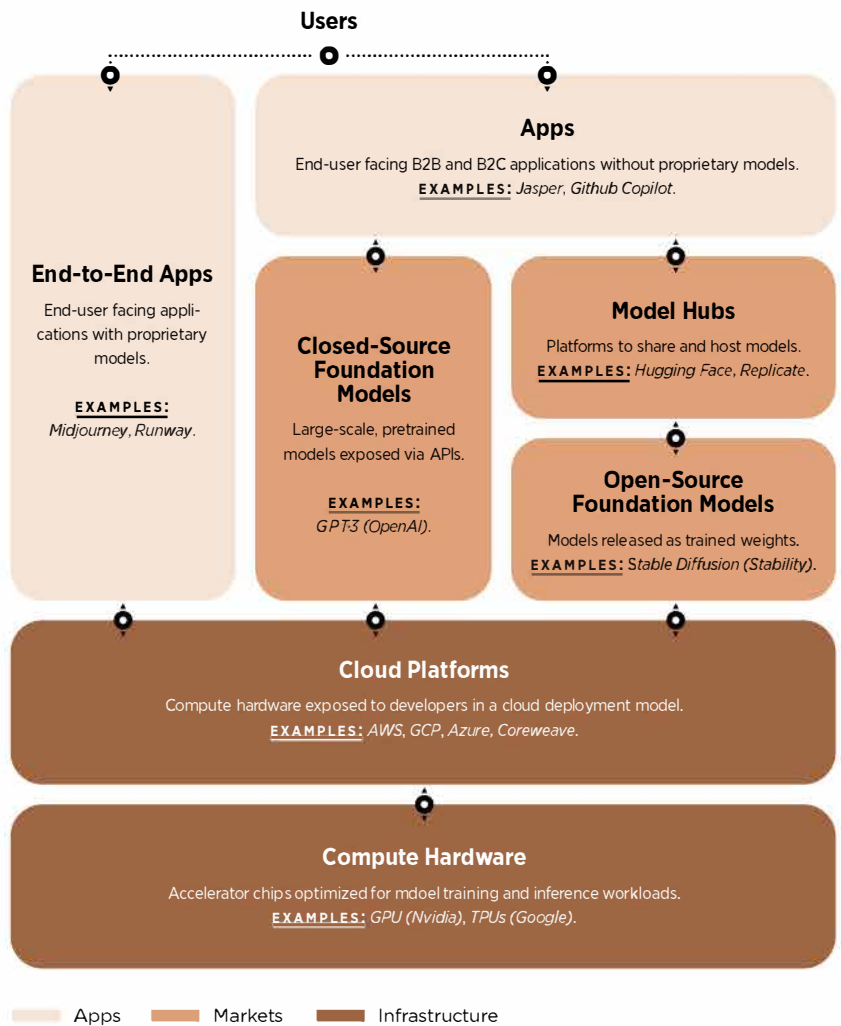 Users
Apps
End-user facing B2B and B2C applications without proprietary models.
EXAMPLES: Jasper, Github Copilot.
End-to-End Apps
End-user facing appli-
cations with proprietary
models.
EXAMPLES:
Midjourney, Runway.
Closed-Source
Foundation
Models
Large-scale, pretrained
models exposed via APIs.
EXAMPLES:
GPT-3 (OpenAI).
Model Hubs
Platforms to share and host models.
EXAMPLES: Hugging Face, Replicate.
Open-Source
Foundation Models
Models released as trained weights.
EXAMPLES: Stable Diffusion (Stability).
Cloud Platforms
Compute hardware exposed to developers in a cloud deployment model.
EXAMPLES: AWS, GCP, Azure, Coreweave.
Compute Hardware
Accelerator chips optimized for mdoel training and inference workloads.
EXAMPLES: GPU (Nvidia), TPUs (Google).
Apps Markets Infrastructure